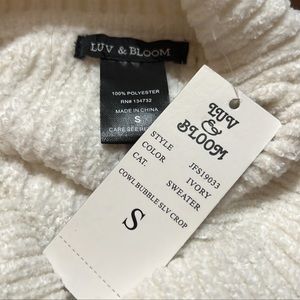 LUV & BLOOM
100% POLYESTER
RN# 134732
MADE IN CHINA
S
CARE SEE
LUV
&
BLOOM
STYLE JFS19033
COLOR IVORY
CAT. SWEATER
COWL BUBBLE SLV CROP
S